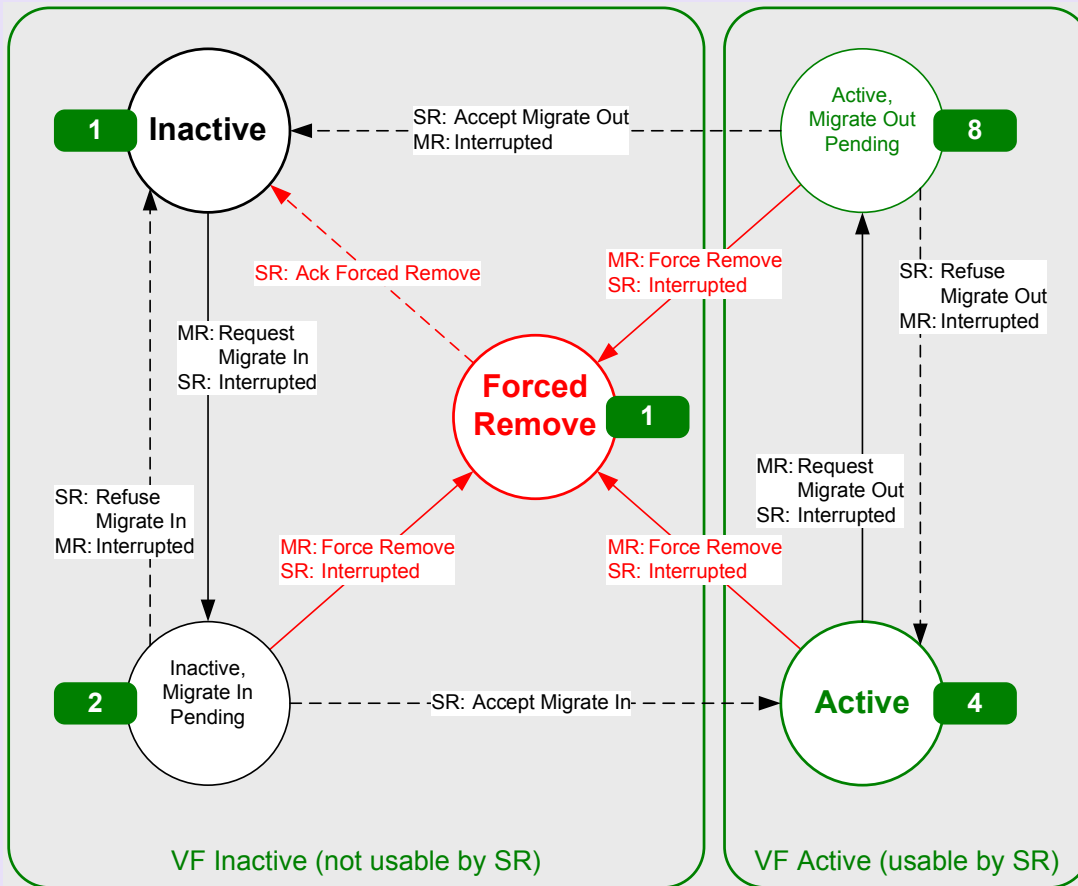 1
Inactive
SR: Accept Migrate Out
MR: Interrupted
Active,
Migrate Out
Pending
8
SR: Ack Forced Remove
MR: Force Remove
SR: Interrupted
SR: Refuse
Migrate Out
MR: Interrupted
MR: Request
Migrate In
SR: Interrupted
Forced
Remove
1
SR: Refuse
Migrate In
MR: Interrupted
MR: Force Remove
SR: Interrupted
MR: Force Remove
SR: Interrupted
MR: Request
Migrate Out
SR: Interrupted
2
Inactive,
Migrate In
Pending
SR: Accept Migrate In
Active
4
VF Inactive (not usable by SR)
VF Active (usable by SR)